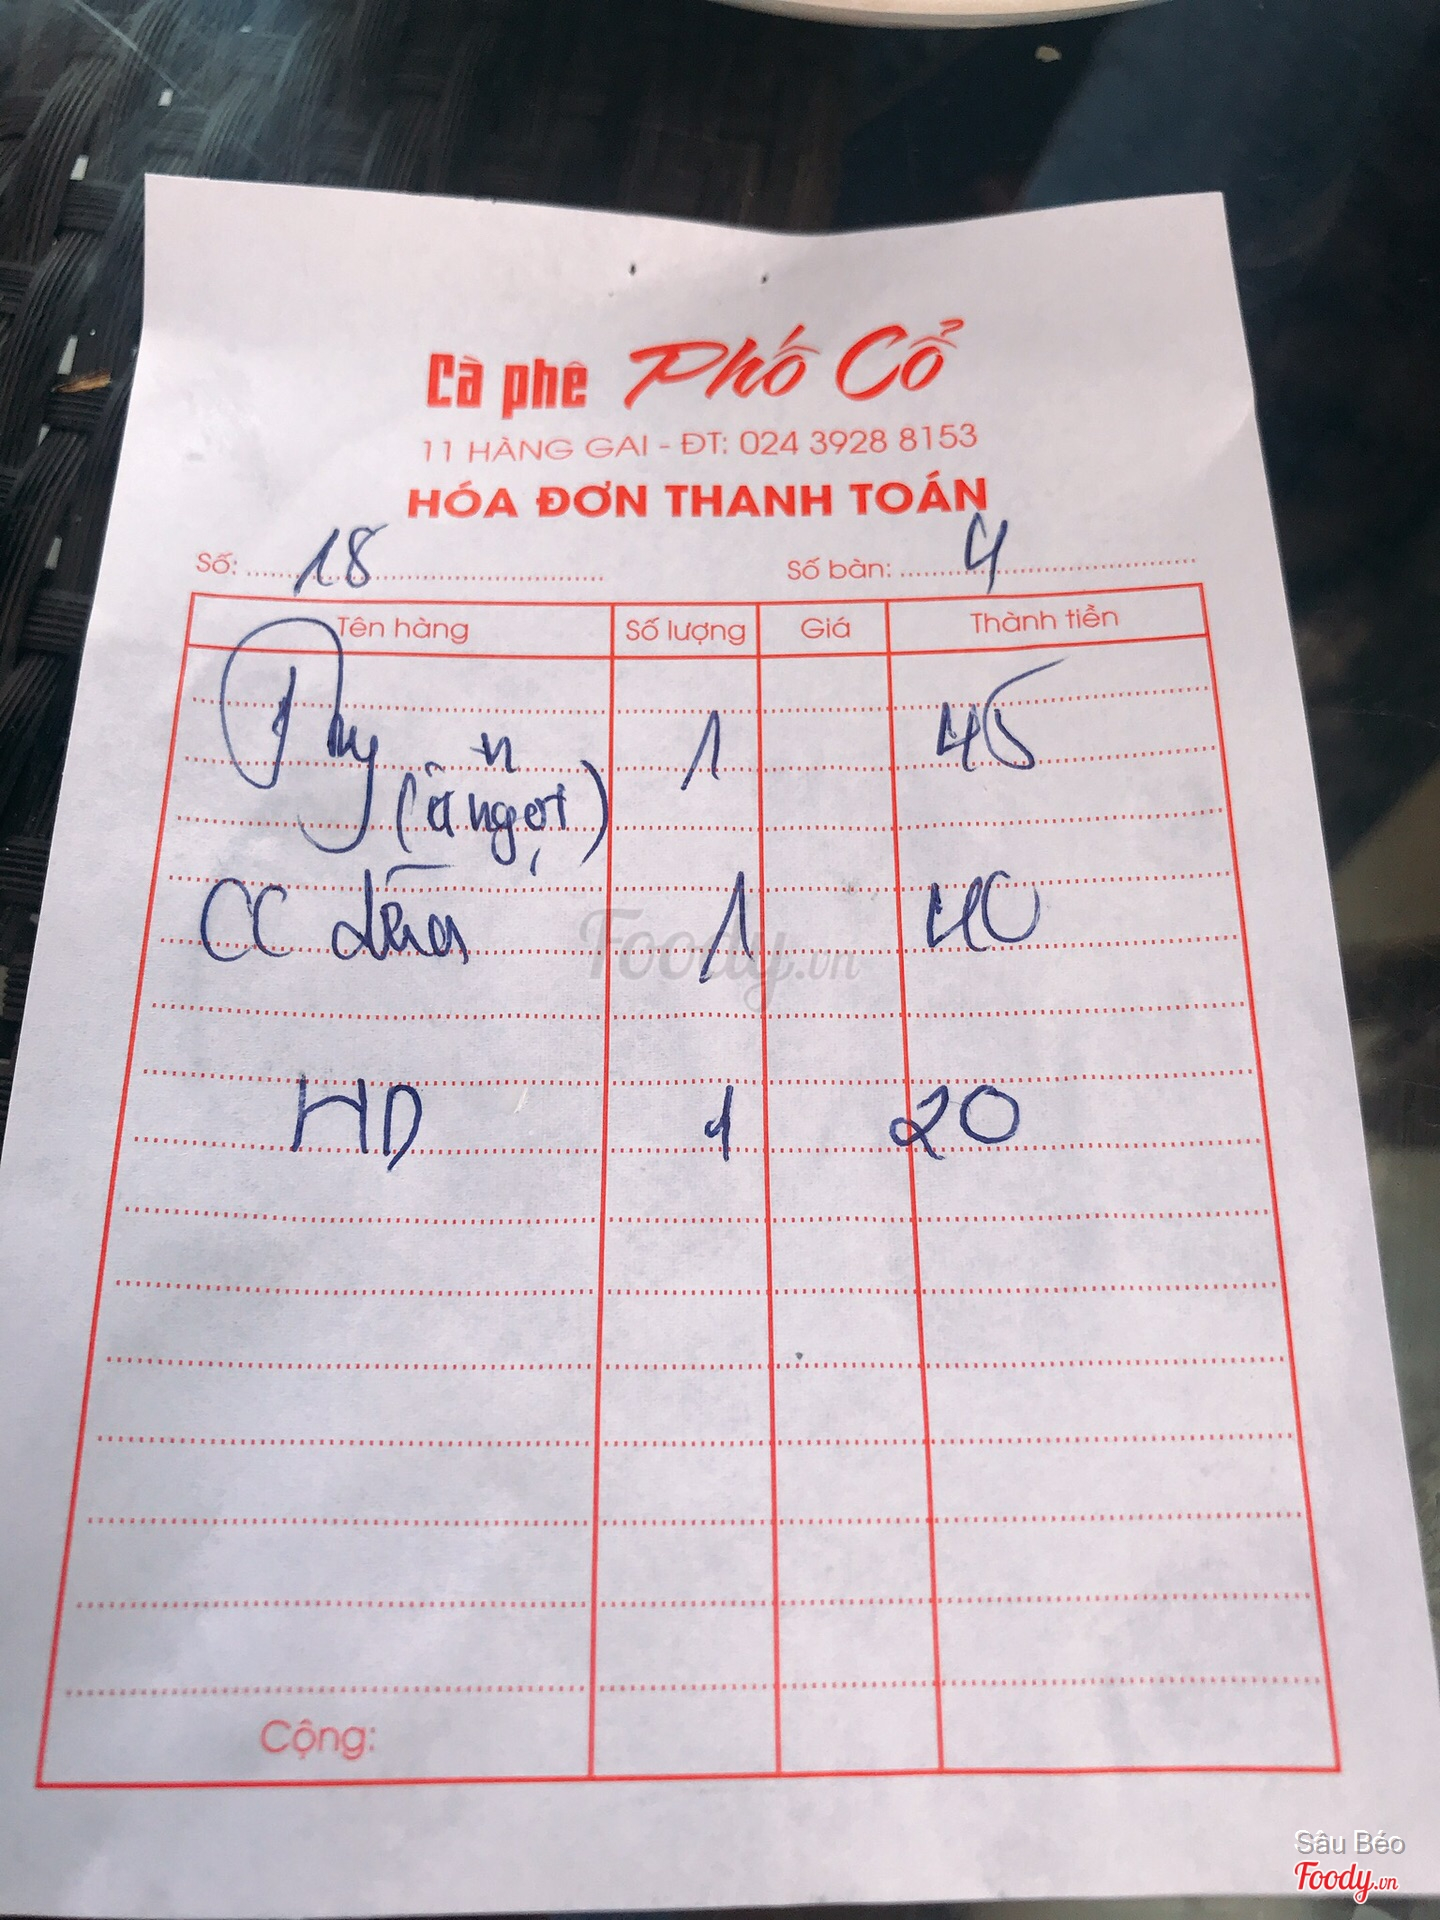 Cà phê Phố Cổ
11 HÀNG GAI - ĐT: 024 3928 8153
HÓA ĐƠN THANH TOÁN
Số: 18 Số bàn: 4
Tên hàng Số lượng Giá Thành tiền
1 45
(ngọt)
CC dừa 1 40
HD 1 20
Cộng:
Foody.vn
Sâu Béo
Foody.vn